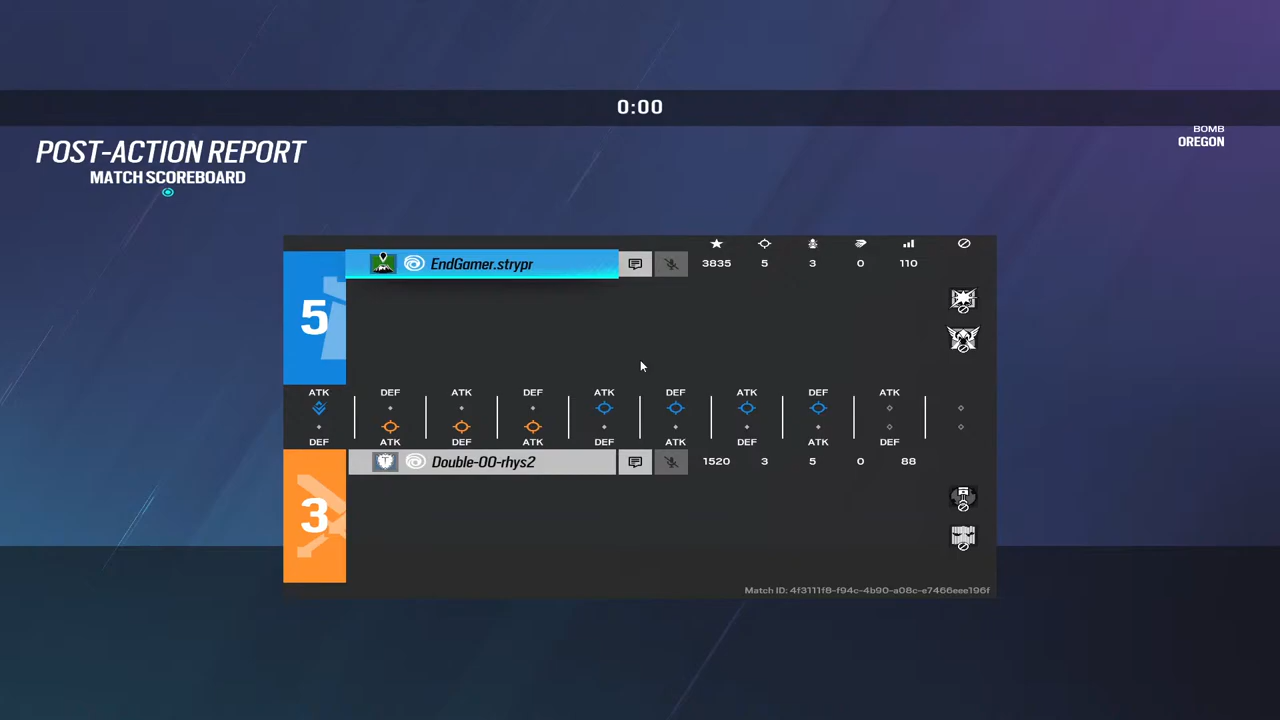 0:00
POST-ACTION REPORT
MATCH SCOREBOARD
BOMB
OREGON
5
EndGamer.strypr 3835 5 3 0 110
ATK DEF ATK DEF ATK DEF ATK DEF ATK
DEF ATK DEF ATK DEF ATK DEF ATK DEF
3
Double-OO-rhys2 1520 3 5 0 88
Match ID: 4f3111f8-f94c-4b90-a08c-e7466eee196f